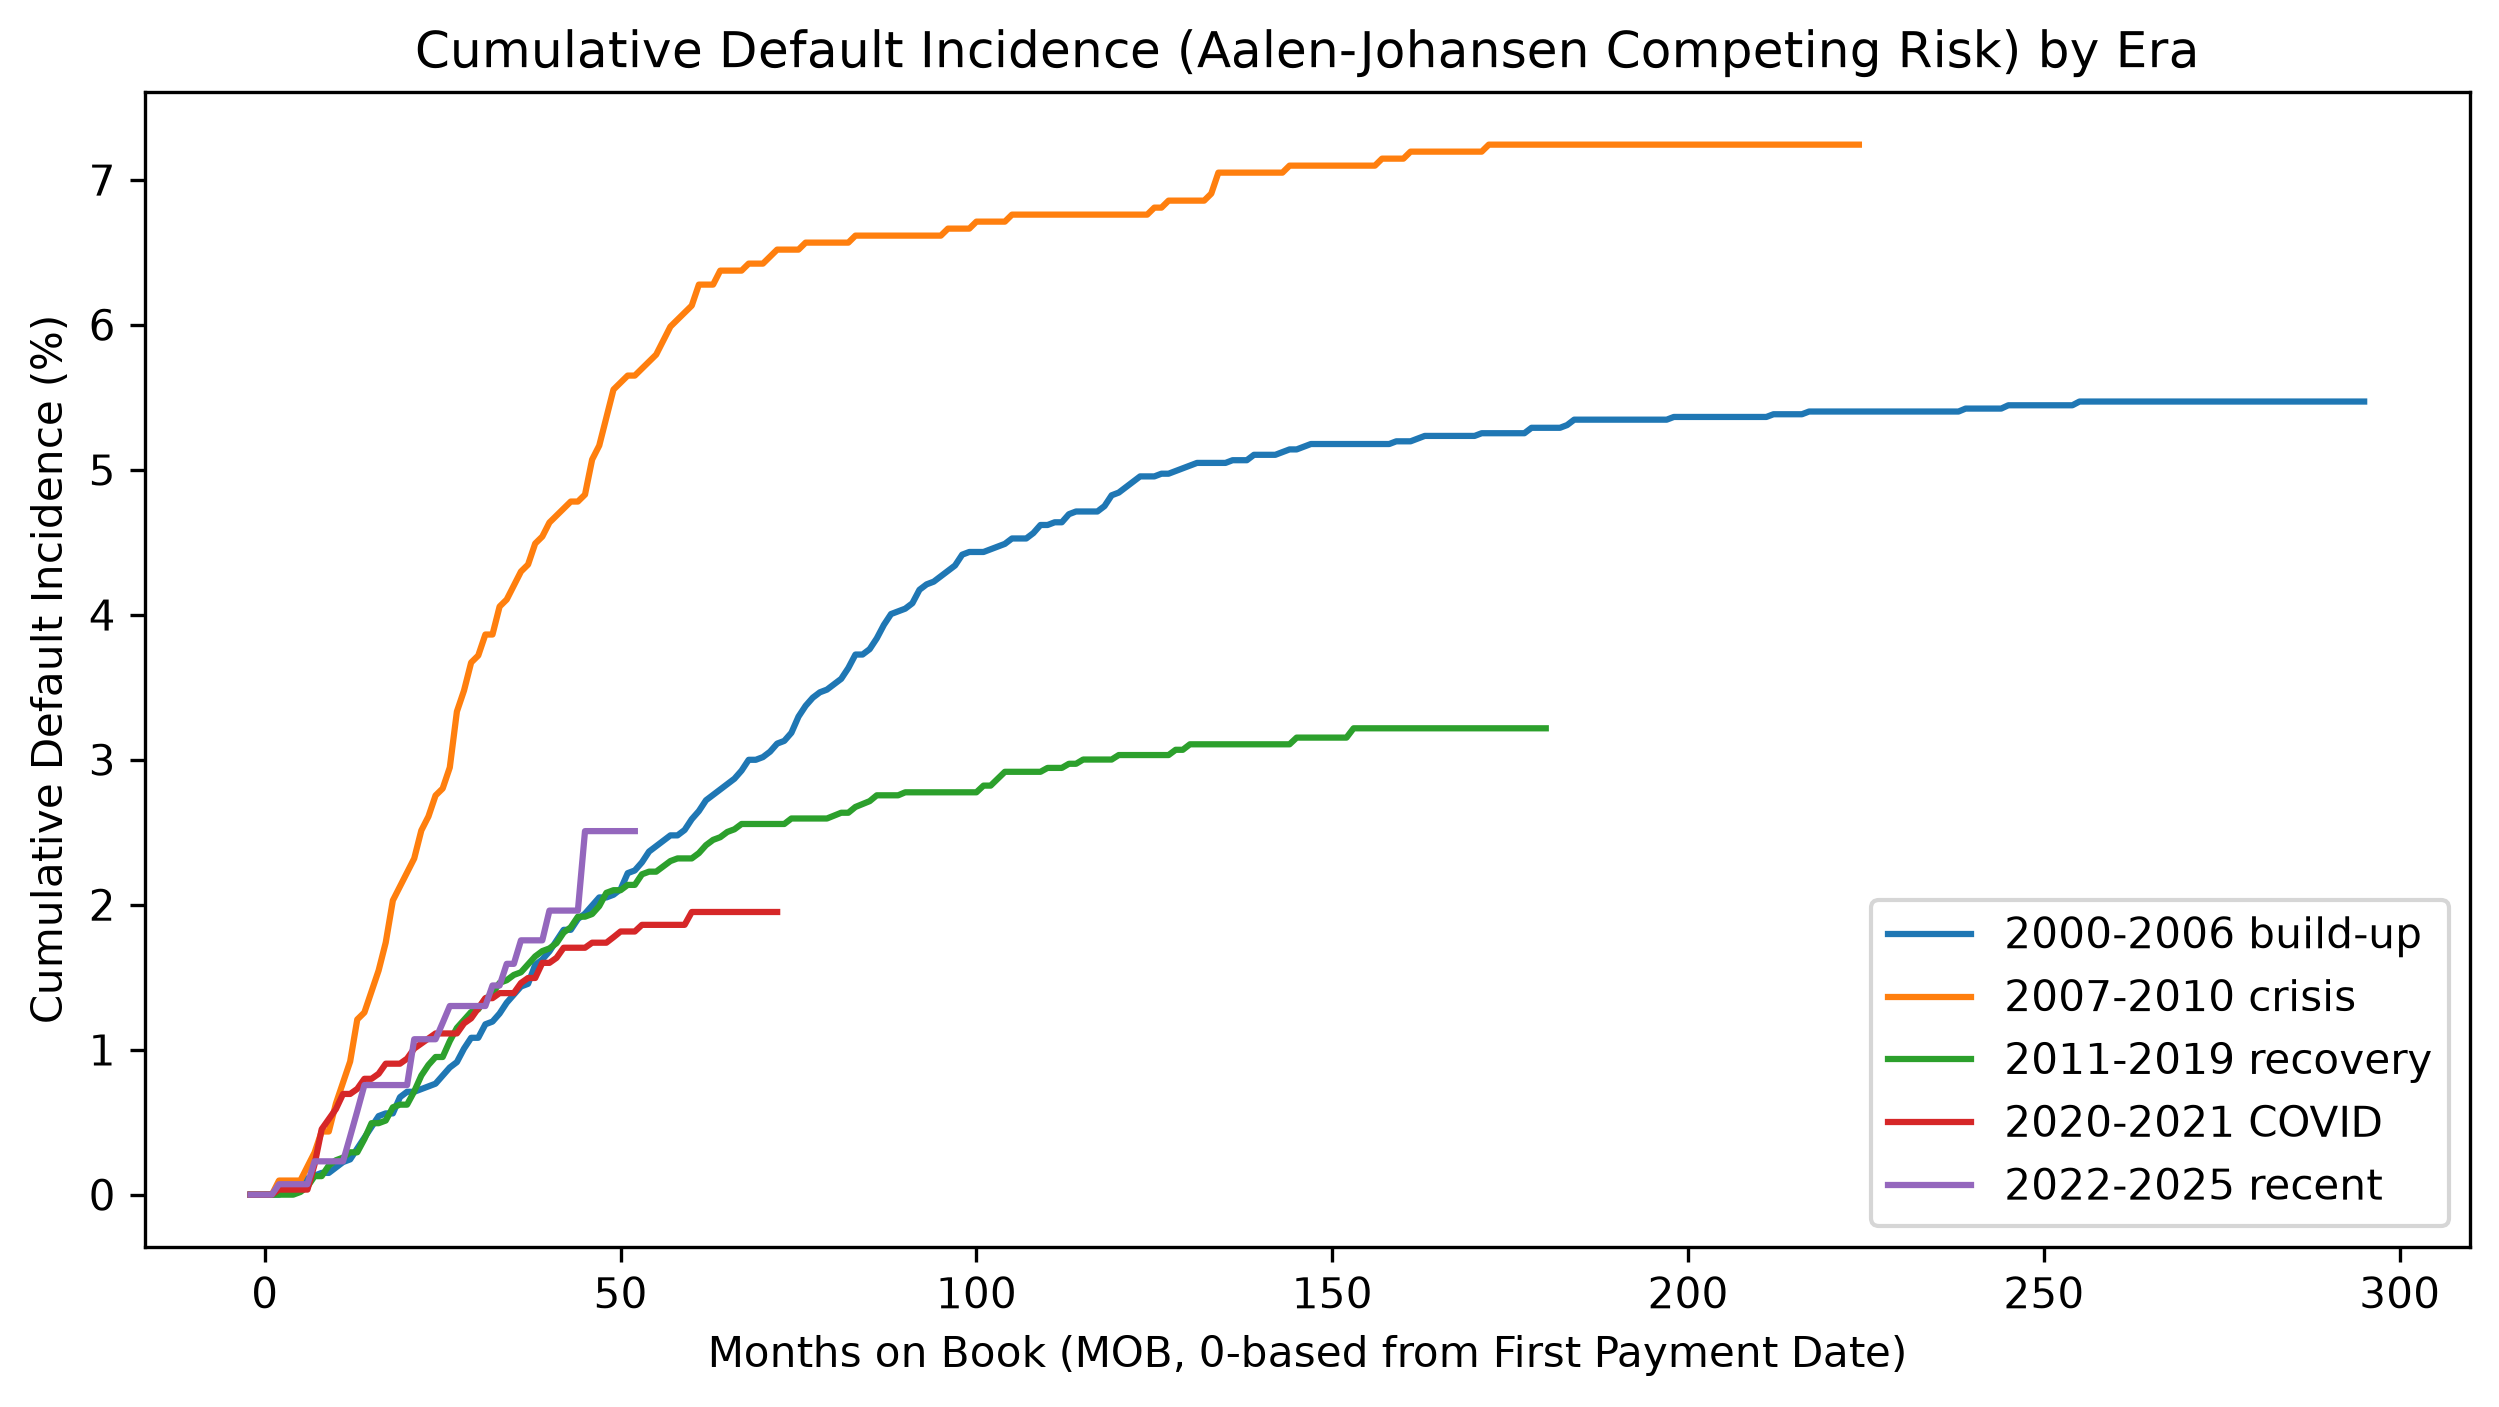 Cumulative Default Incidence (Aalen-Johansen Competing Risk) by Era
Cumulative Default Incidence (%)
7
6
5
4
3
2
1
0
2000-2006 build-up
2007-2010 crisis
2011-2019 recovery
2020-2021 COVID
2022-2025 recent
0 50 100 150 200 250 300
Months on Book (MOB, 0-based from First Payment Date)